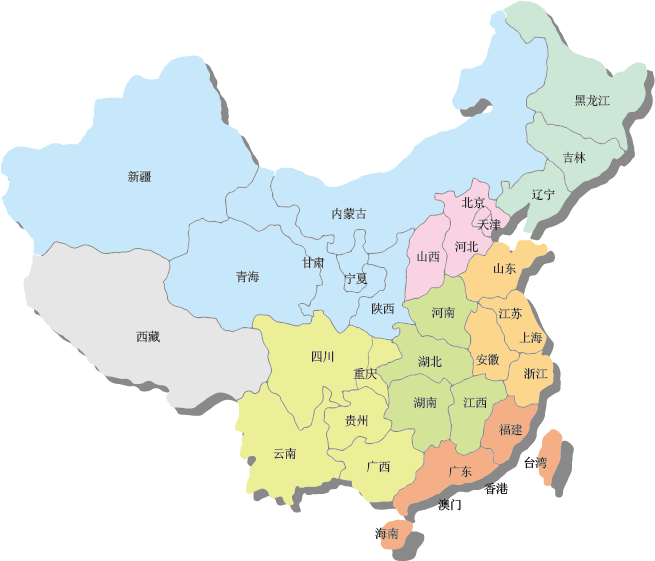 黑龙江
吉林
辽宁
新疆
内蒙古
北京
天津
河北
山西
甘肃
宁夏
青海
陕西
山东
西藏
河南
江苏
上海
四川
重庆
湖北
安徽
浙江
湖南
江西
贵州
福建
云南
广西
广东
台湾
香港
澳门
海南